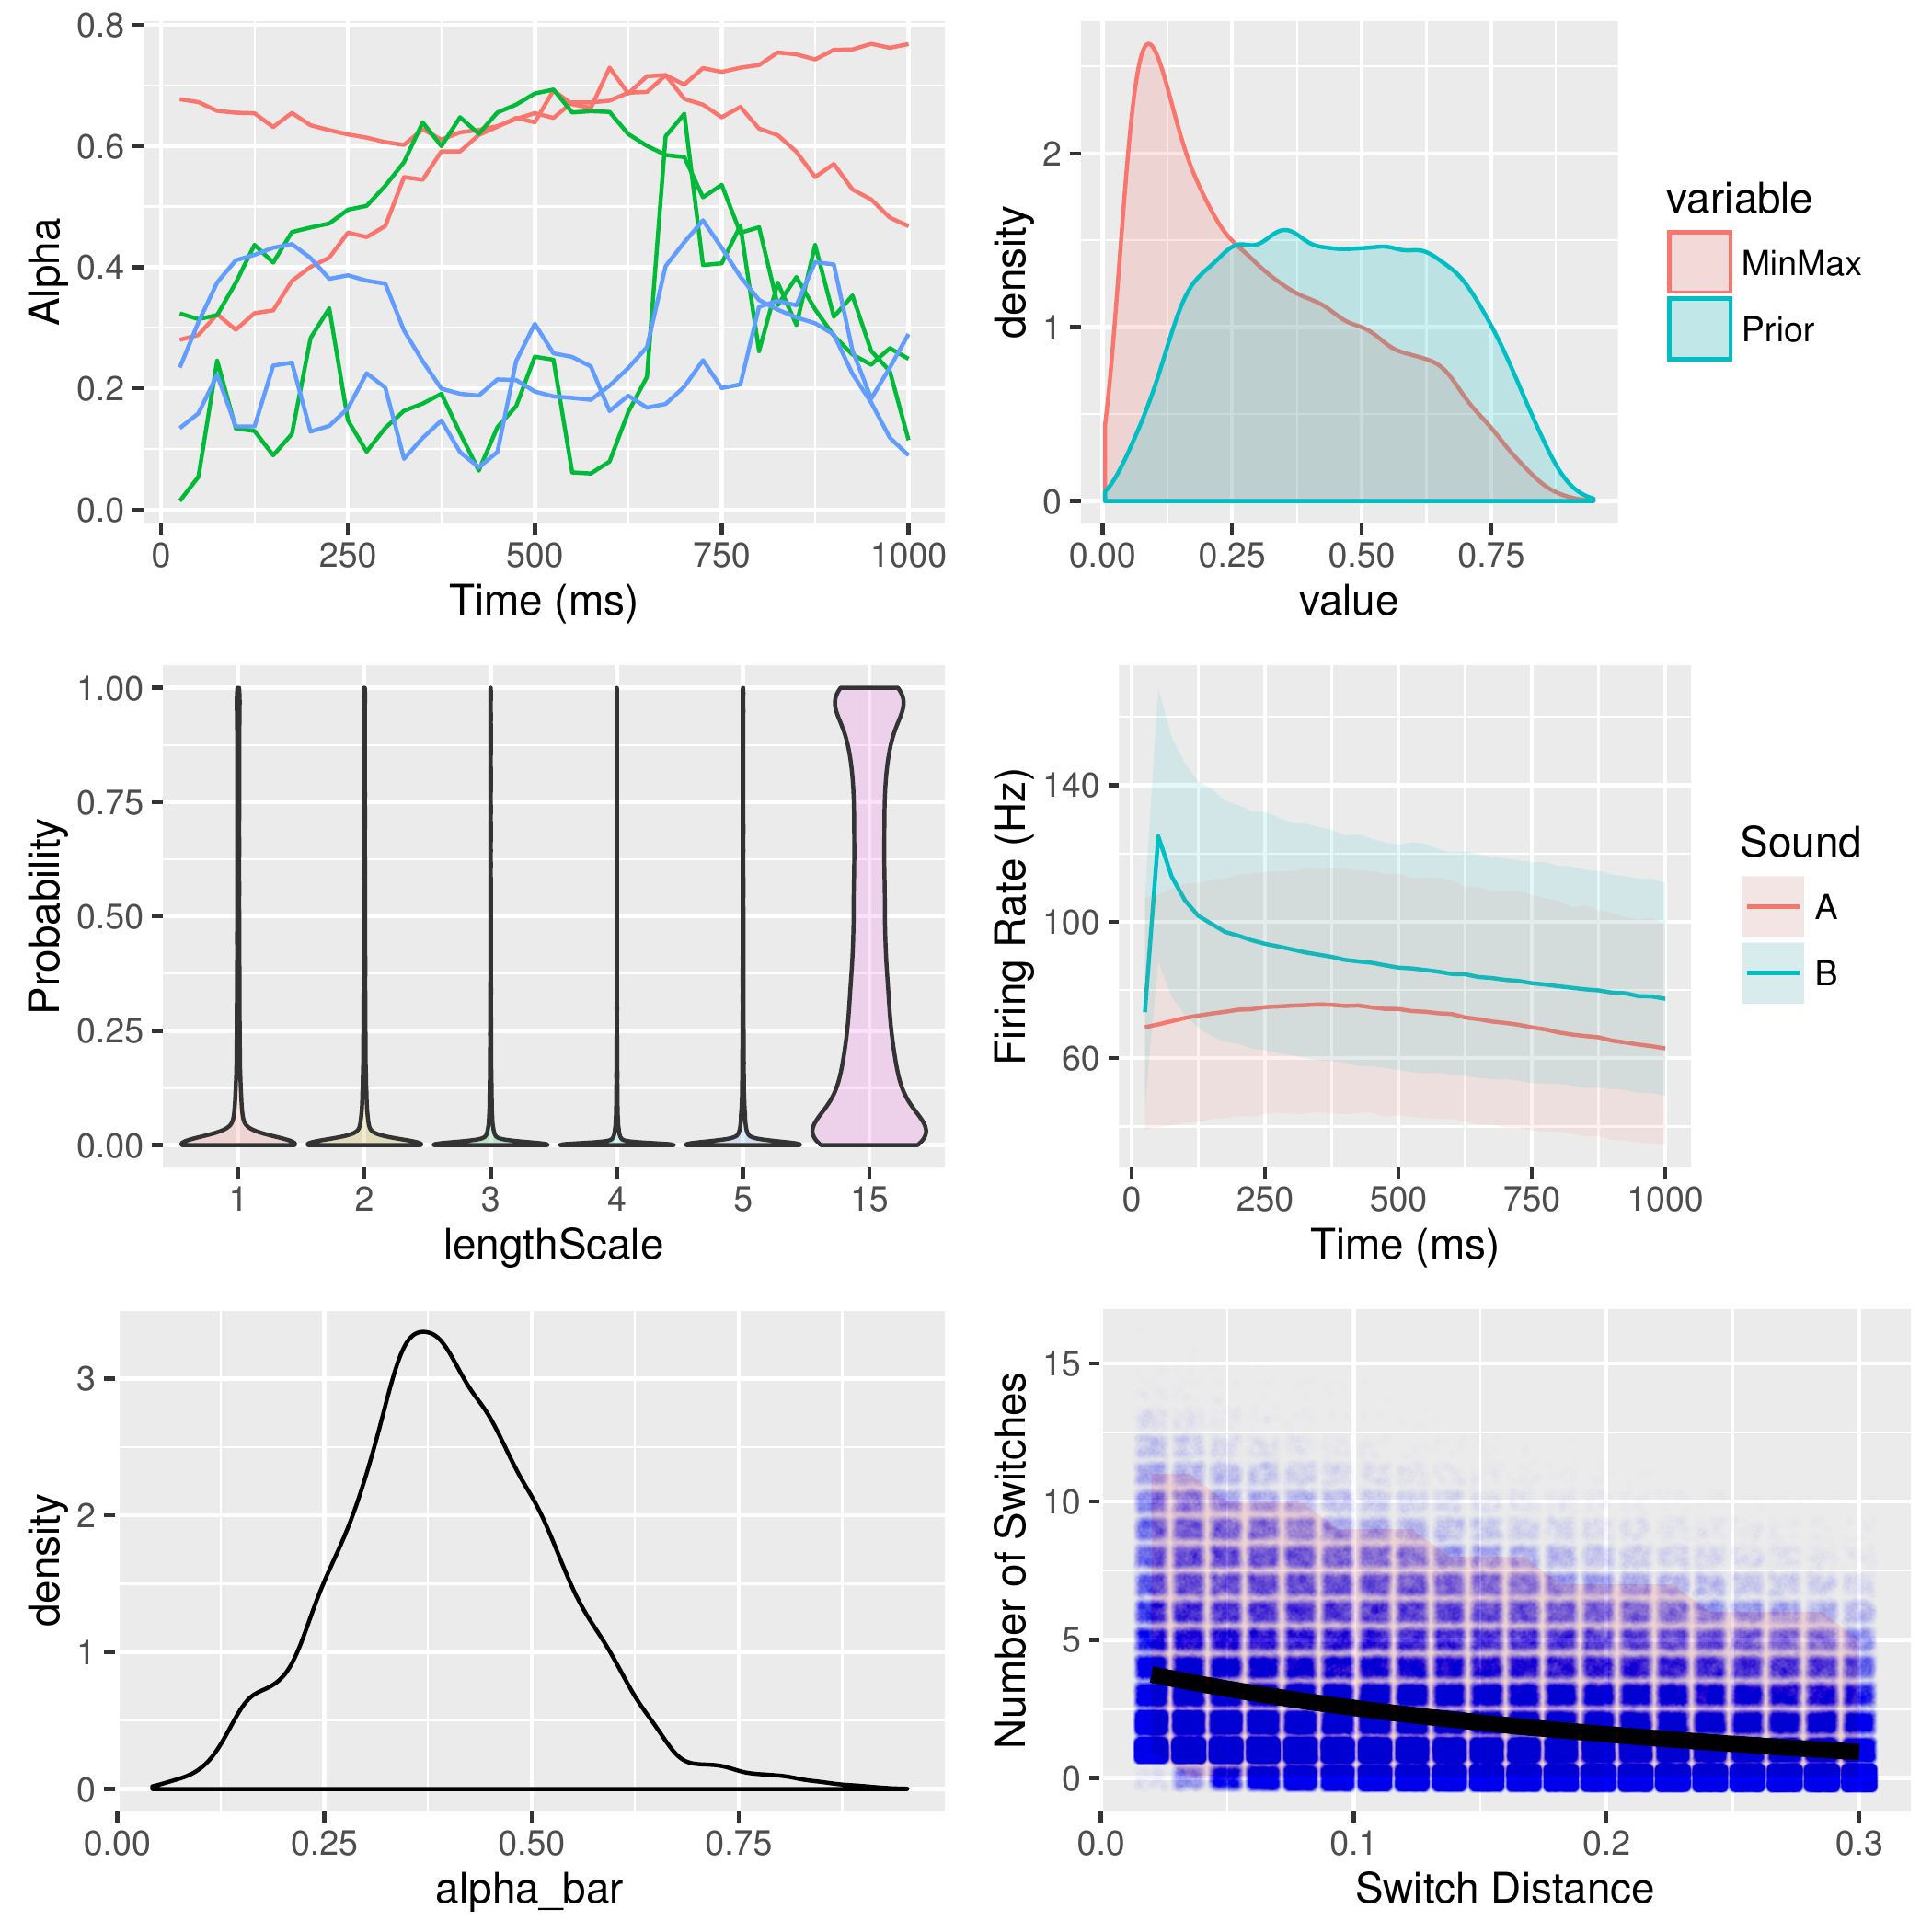 0.8
0.6
0.4
0.2
0.0
Alpha
0 250 500 750 1000
Time (ms)
2
1
0
density
0.00 0.25 0.50 0.75
value
variable
MinMax
Prior
1.00
0.75
0.50
0.25
0.00
Probability
1 2 3 4 5 15
lengthScale
140
100
60
Firing Rate (Hz)
0 250 500 750 1000
Time (ms)
Sound
A
B
3
2
1
0
density
0.00 0.25 0.50 0.75
alpha_bar
15
10
5
0
Number of Switches
0.0 0.1 0.2 0.3
Switch Distance